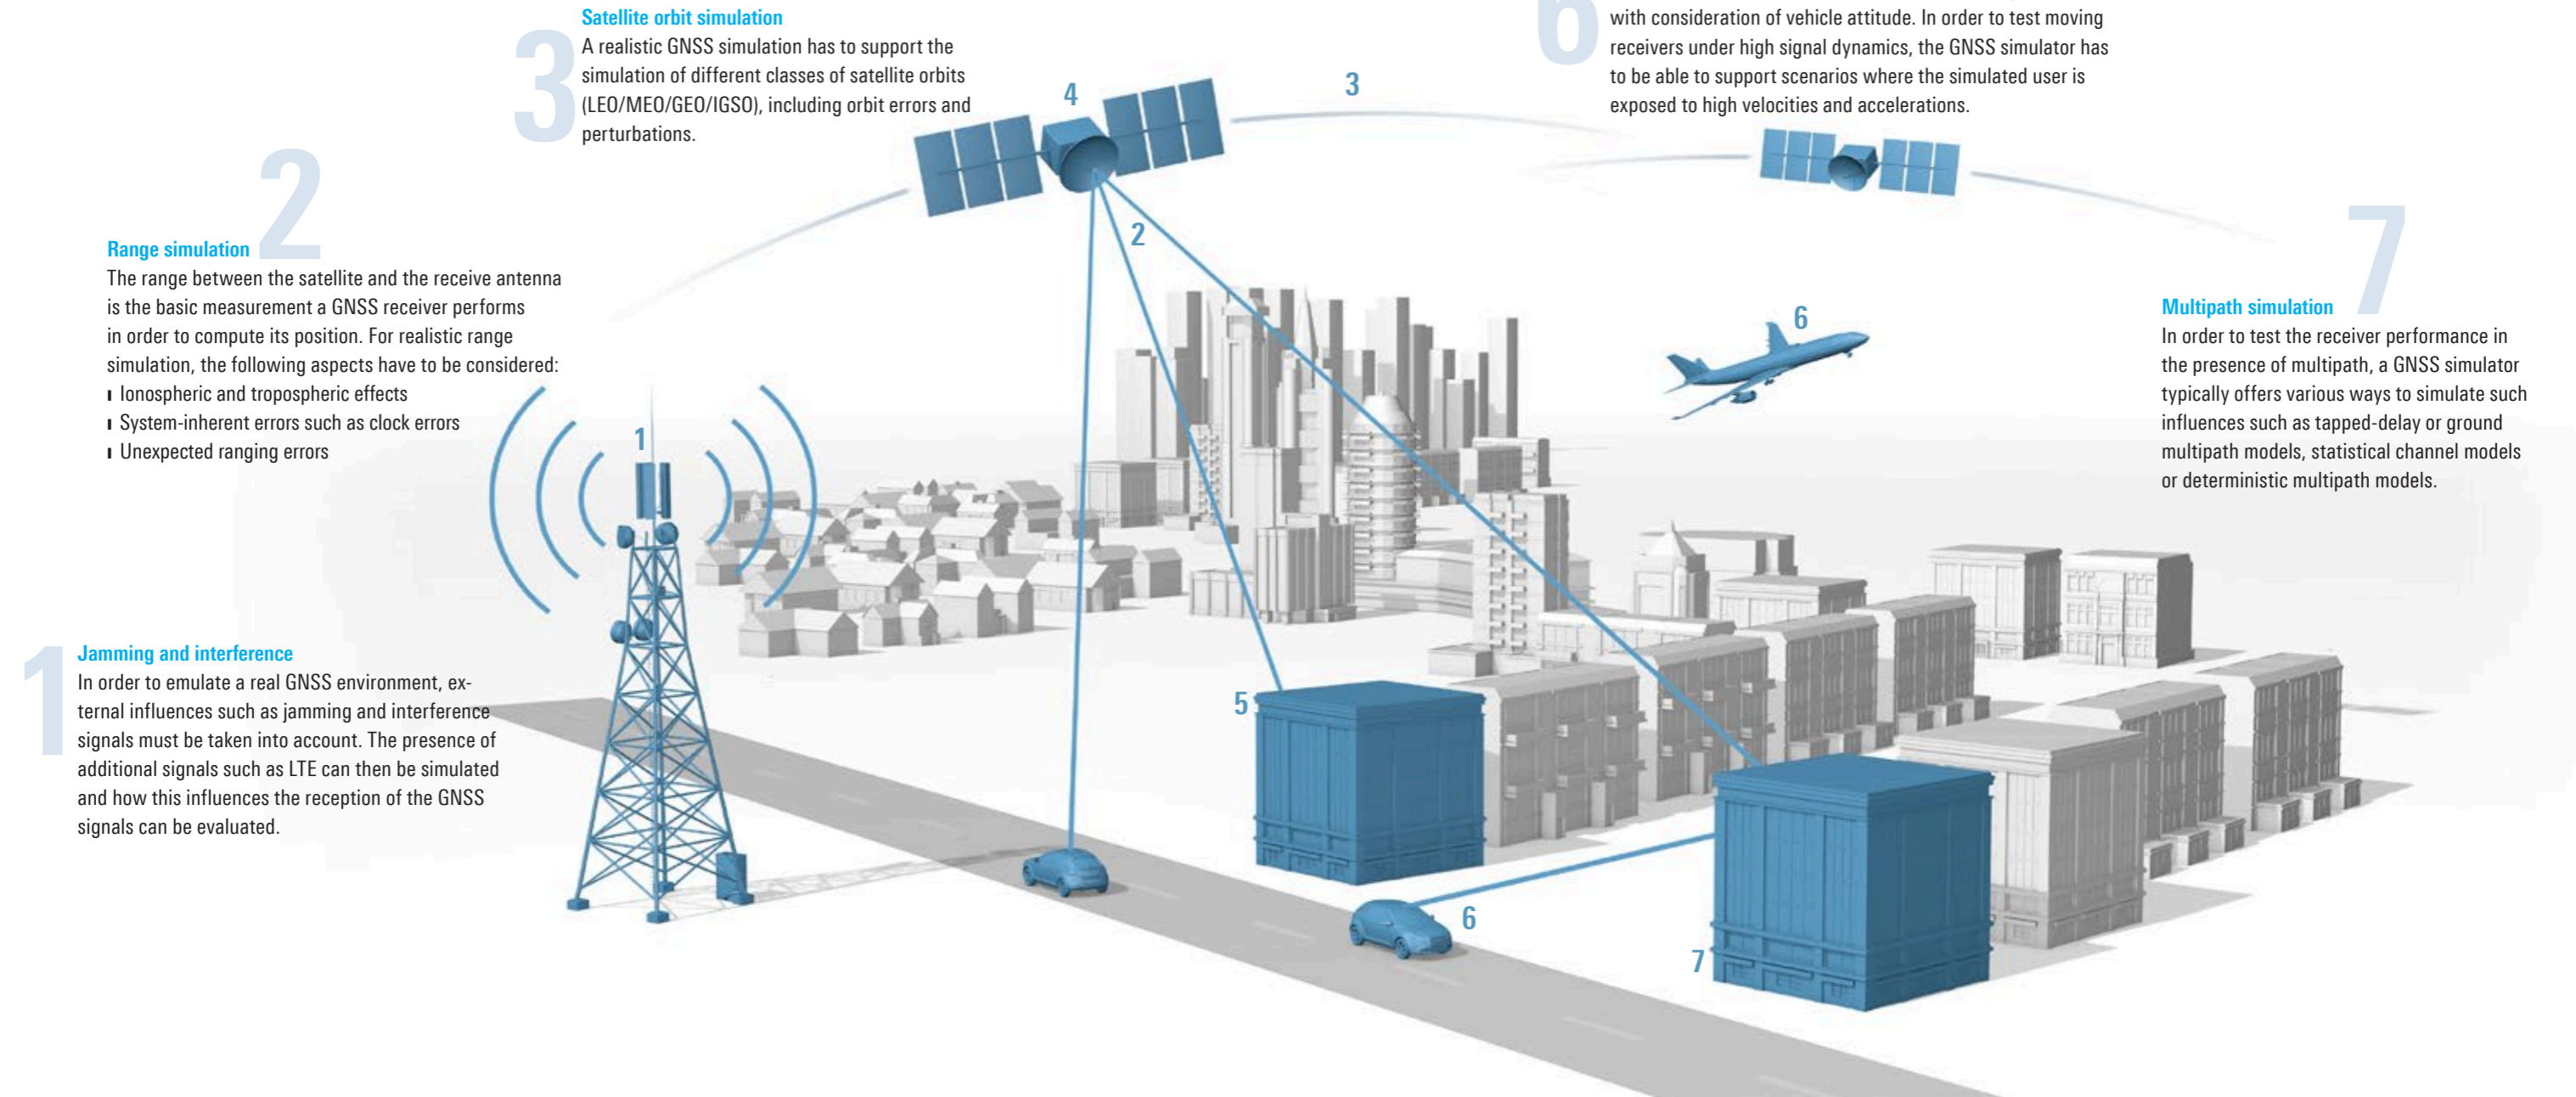 3
Satellite orbit simulation
A realistic GNSS simulation has to support the
simulation of different classes of satellite orbits
(LEO/MEO/GEO/IGSO), including orbit errors and
perturbations.
6
with consideration of vehicle attitude. In order to test moving
receivers under high signal dynamics, the GNSS simulator has
to be able to support scenarios where the simulated user is
exposed to high velocities and accelerations.
4
3
2
Range simulation
The range between the satellite and the receive antenna
is the basic measurement a GNSS receiver performs
in order to compute its position. For realistic range
simulation, the following aspects have to be considered:
Ionospheric and tropospheric effects
System-inherent errors such as clock errors
Unexpected ranging errors
2
7
Multipath simulation
In order to test the receiver performance in
the presence of multipath, a GNSS simulator
typically offers various ways to simulate such
influences such as tapped-delay or ground
multipath models, statistical channel models
or deterministic multipath models.
6
1
1
Jamming and interference
In order to emulate a real GNSS environment, ex-
ternal influences such as jamming and interference
signals must be taken into account. The presence of
additional signals such as LTE can then be simulated
and how this influences the reception of the GNSS
signals can be evaluated.
5
6
7